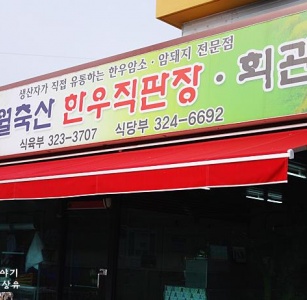 생산자가 직접 유통하는 한우암소 · 암돼지 전문점
월축산 한우직판장 · 회관
식육부 323-3707 식당부 324-6692